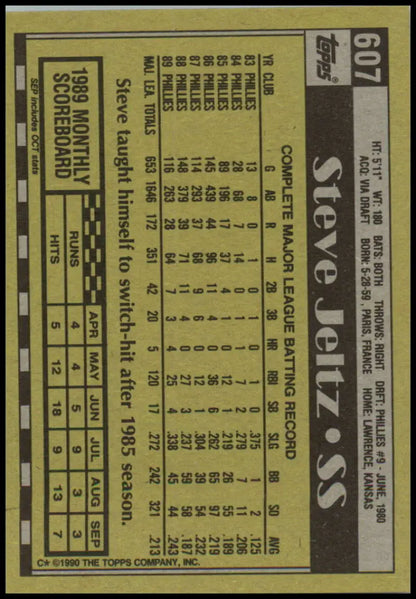 607
Topps
Steve Jeltz • SS
HT: 5'11" WT: 180 BATS: BOTH THROWS: RIGHT DRFT: PHILLIES #9 - JUNE, 1980
ACQ: VIA DRAFT BORN: 5-28-59, PARIS, FRANCE HOME: LAWRENCE, KANSAS
COMPLETE MAJOR LEAGUE BATTING RECORD
YR CLUB G AB R H 2B 3B HR RBI SB SLG BB SO AVG
83 PHILLIES 13 8 0 1 0 1 0 1 0 .375 1 2 .125
84 PHILLIES 28 68 7 14 0 1 1 7 2 .279 7 11 .206
85 PHILLIES 89 196 17 37 4 1 0 12 1 .219 26 55 .189
86 PHILLIES 145 439 44 96 11 4 0 36 6 .262 65 97 .219
87 PHILLIES 114 293 37 68 9 6 0 12 1 .304 39 54 .232
88 PHILLIES 148 379 39 71 11 4 0 27 3 .237 59 58 .187
89 PHILLIES 116 263 28 64 7 3 4 25 4 .338 45 44 .243
MAJ. LEA. TOTALS 653 1646 172 351 42 20 5 120 17 .272 242 321 .213
Steve taught himself to switch-hit after 1985 season.
1989 MONTHLY
SCOREBOARD
SEP includes OCT stats
APR MAY JUN JUL AUG SEP
RUNS 4 4 5 9 3 3
HITS 5 12 18 9 13 7
C* ©1990 THE TOPPS COMPANY, INC.